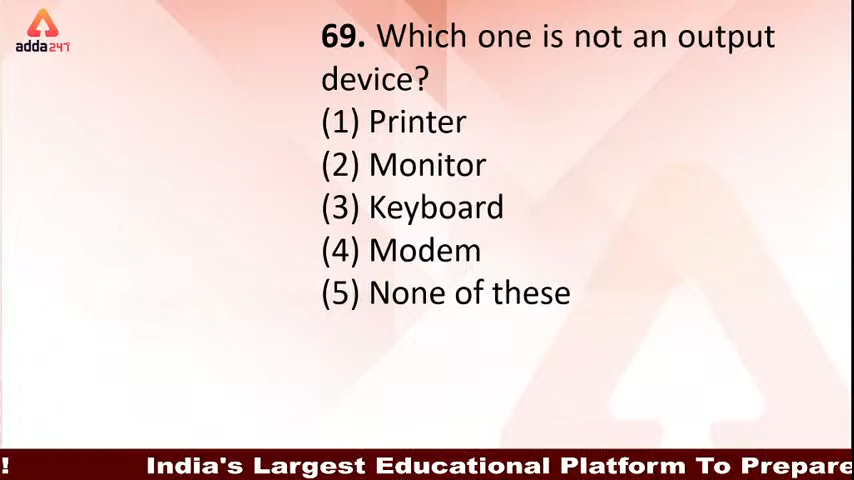 adda247
69. Which one is not an output
device?
(1) Printer
(2) Monitor
(3) Keyboard
(4) Modem
(5) None of these
! India's Largest Educational Platform To Prepare